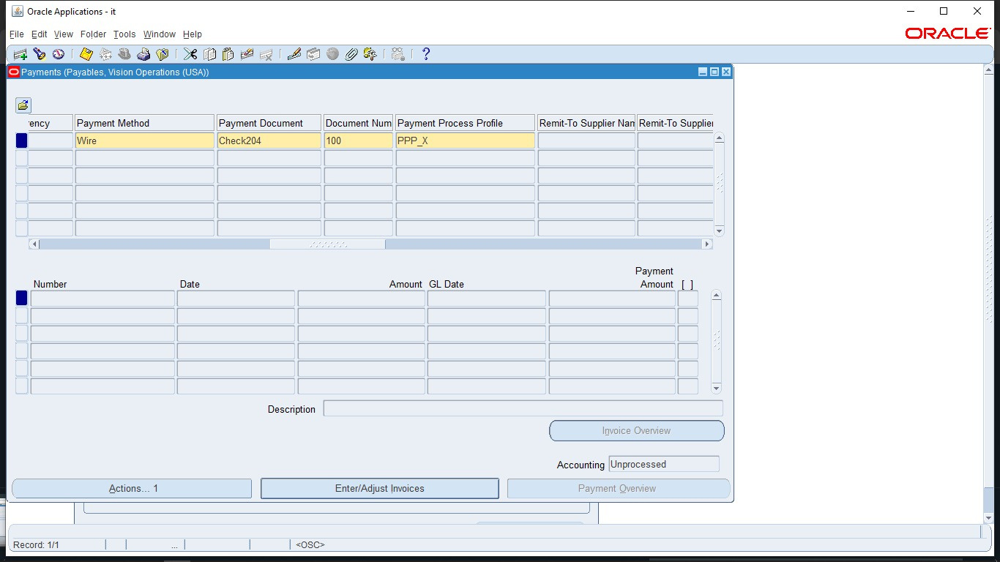 Oracle Applications - it
File Edit View Folder Tools Window Help
ORACLE
Payments (Payables, Vision Operations (USA))
ency Payment Method Payment Document Document Num Payment Process Profile Remit-To Supplier Nam Remit-To Supplier
Wire Check204 100 PPP_X
Payment
Number Date Amount GL Date Amount [ ]
Description
Invoice Overview
Accounting Unprocessed
Actions... 1 Enter/Adjust Invoices Payment Overview
Record: 1/1 ... <OSC>